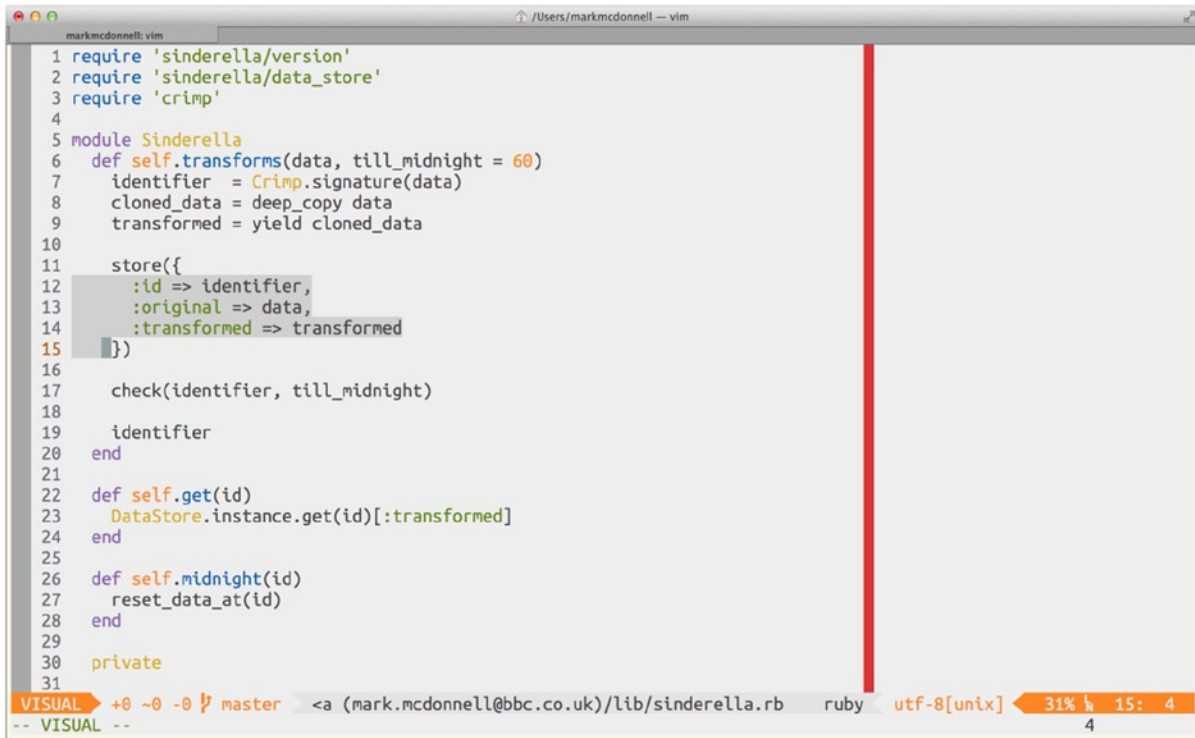 /Users/markmcdonnell — vim
markmcdonnell: vim
1 require 'sinderella/version'
2 require 'sinderella/data_store'
3 require 'crimp'
4
5 module Sinderella
6   def self.transforms(data, till_midnight = 60)
7     identifier  = Crimp.signature(data)
8     cloned_data = deep_copy data
9     transformed = yield cloned_data
10
11     store({
12       :id => identifier,
13       :original => data,
14       :transformed => transformed
15     })
16
17     check(identifier, till_midnight)
18
19     identifier
20   end
21
22   def self.get(id)
23     DataStore.instance.get(id)[:transformed]
24   end
25
26   def self.midnight(id)
27     reset_data_at(id)
28   end
29
30   private
31
VISUAL +0 ~0 -0 master <a (mark.mcdonnell@bbc.co.uk)/lib/sinderella.rb ruby utf-8[unix] 31% 15: 4
-- VISUAL -- 4